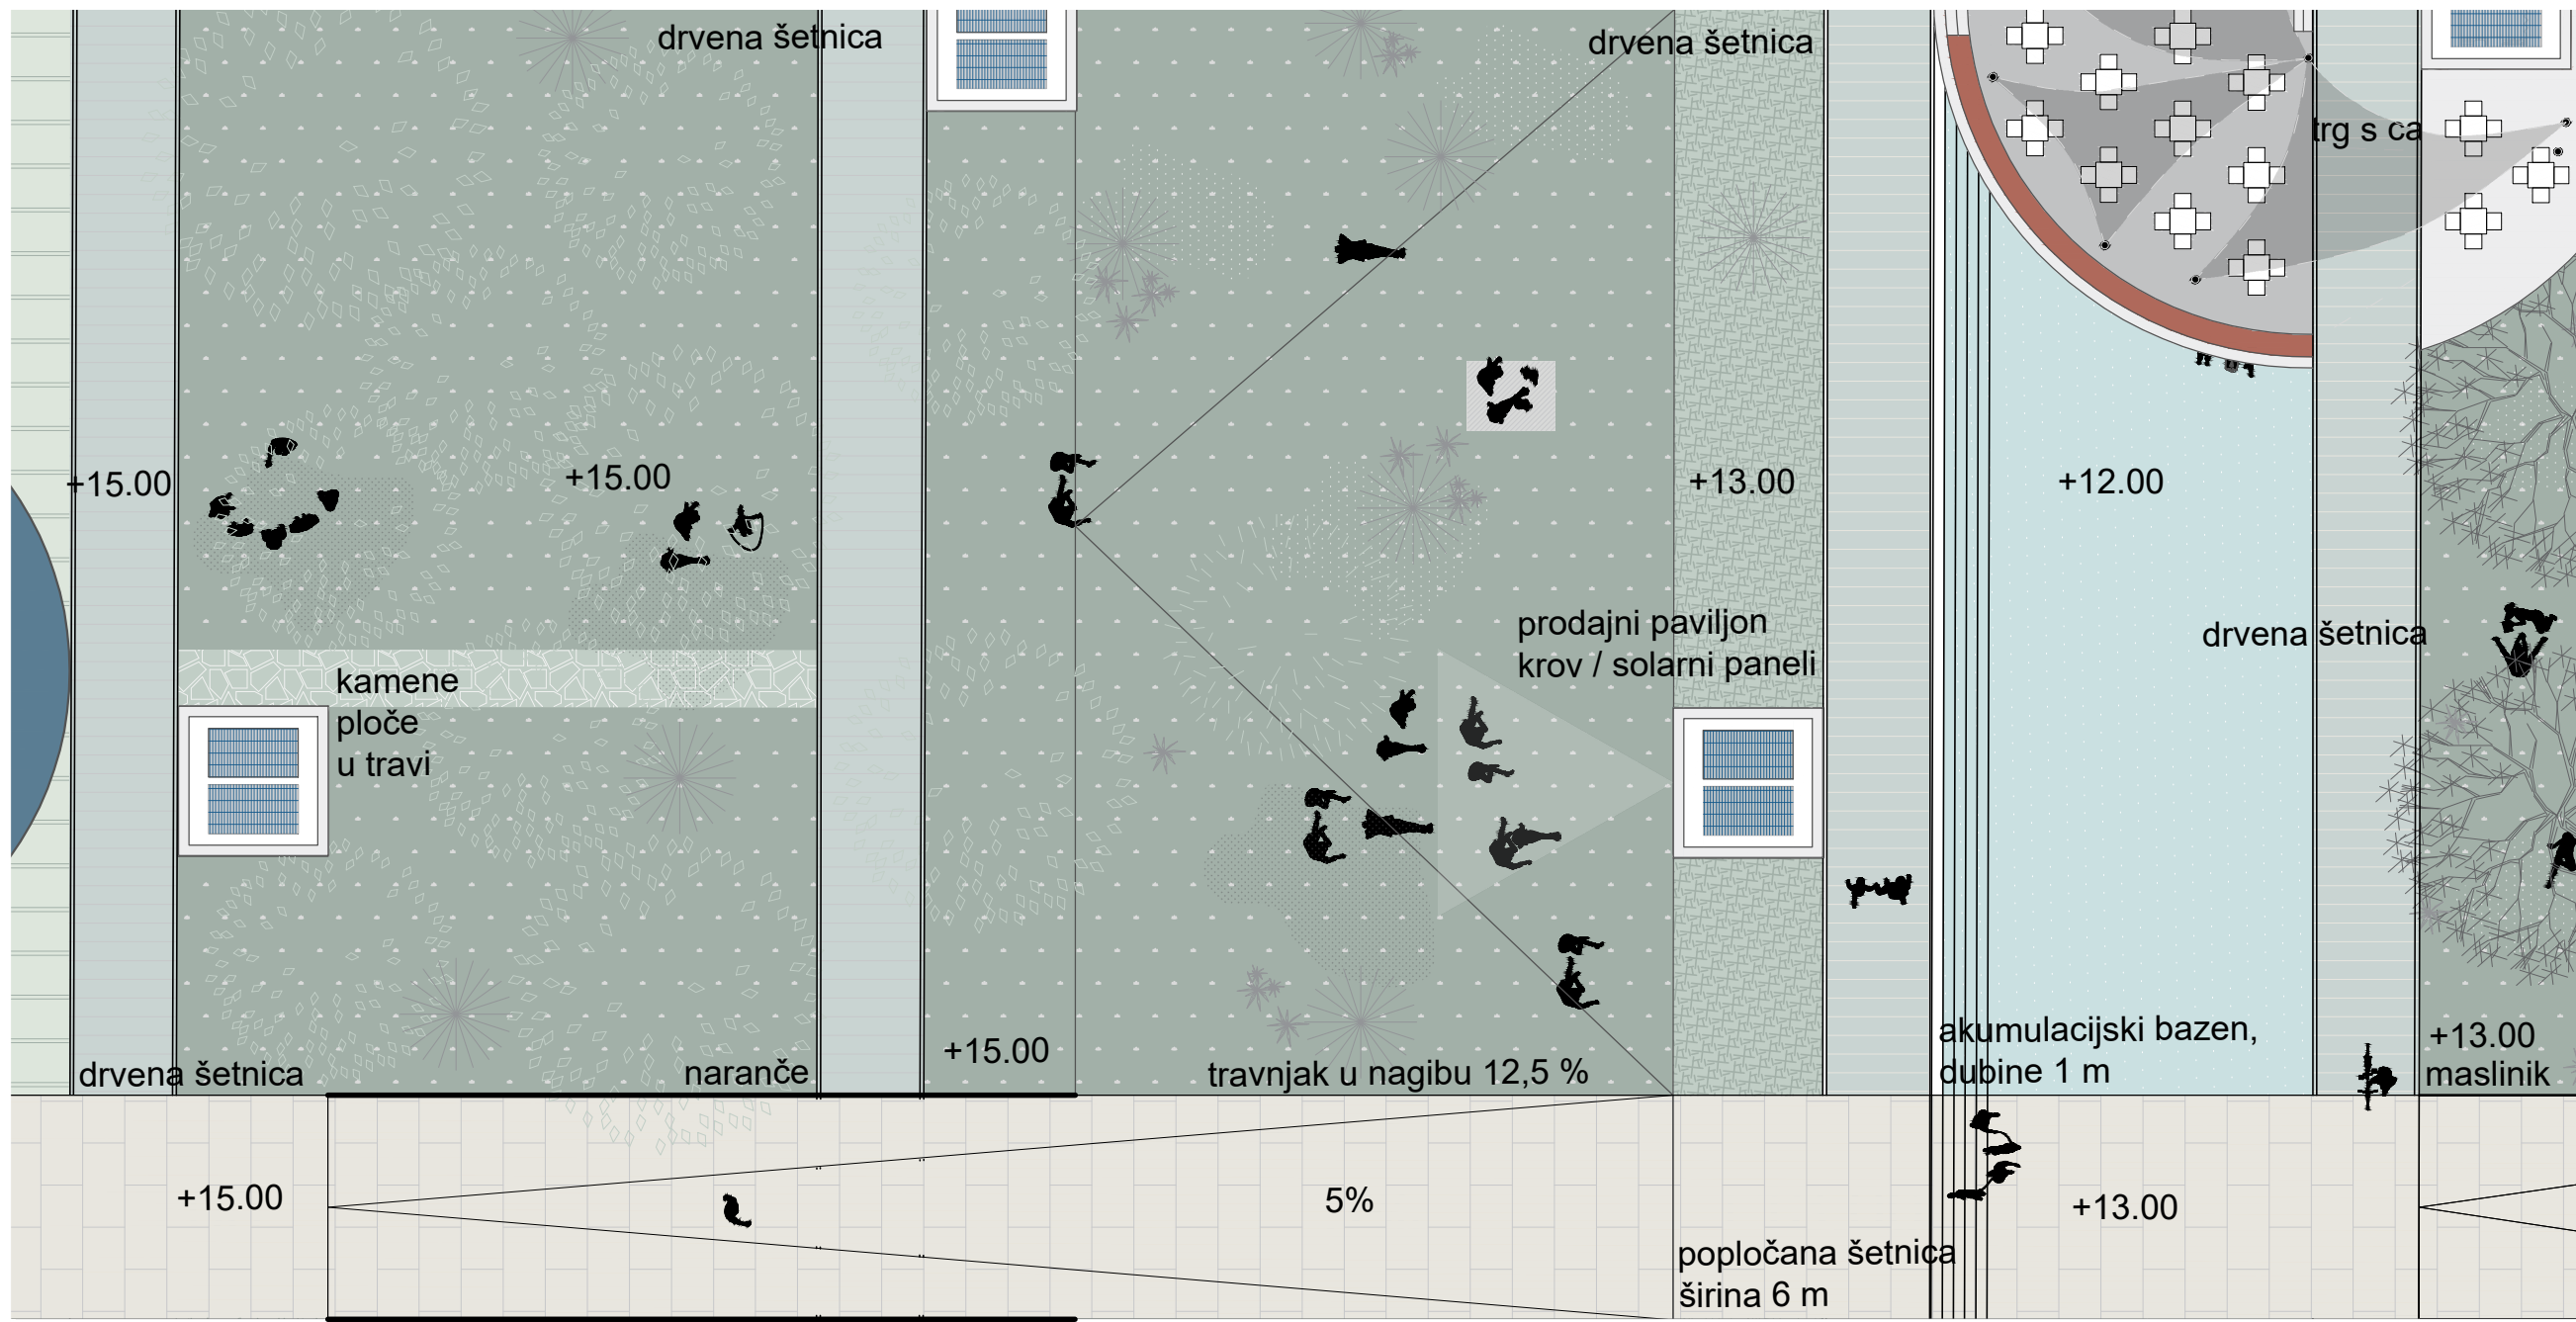 drvena šetnica
drvena šetnica
trg s ca
+15.00
+15.00
+13.00
+12.00
prodajni paviljon
krov / solarni paneli
drvena šetnica
kamene
ploče
u travi
+15.00
akumulacijski bazen,
dubine 1 m
+13.00
maslinik
drvena šetnica
naranče
travnjak u nagibu 12,5 %
+15.00
5%
+13.00
popločana šetnica
širina 6 m